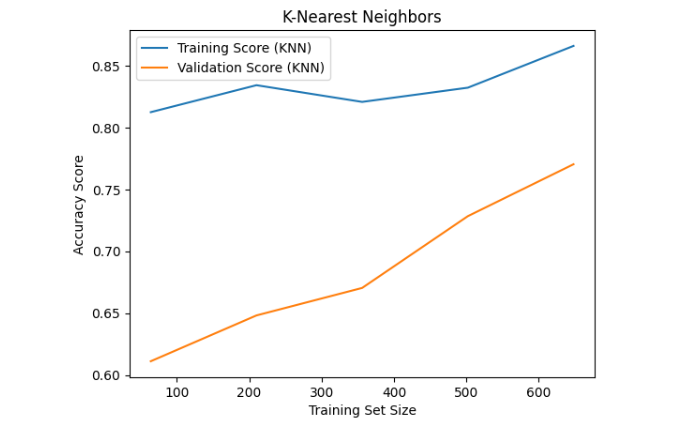 K-Nearest Neighbors
Training Score (KNN)
Validation Score (KNN)
Accuracy Score
0.85
0.80
0.75
0.70
0.65
0.60
100 200 300 400 500 600
Training Set Size